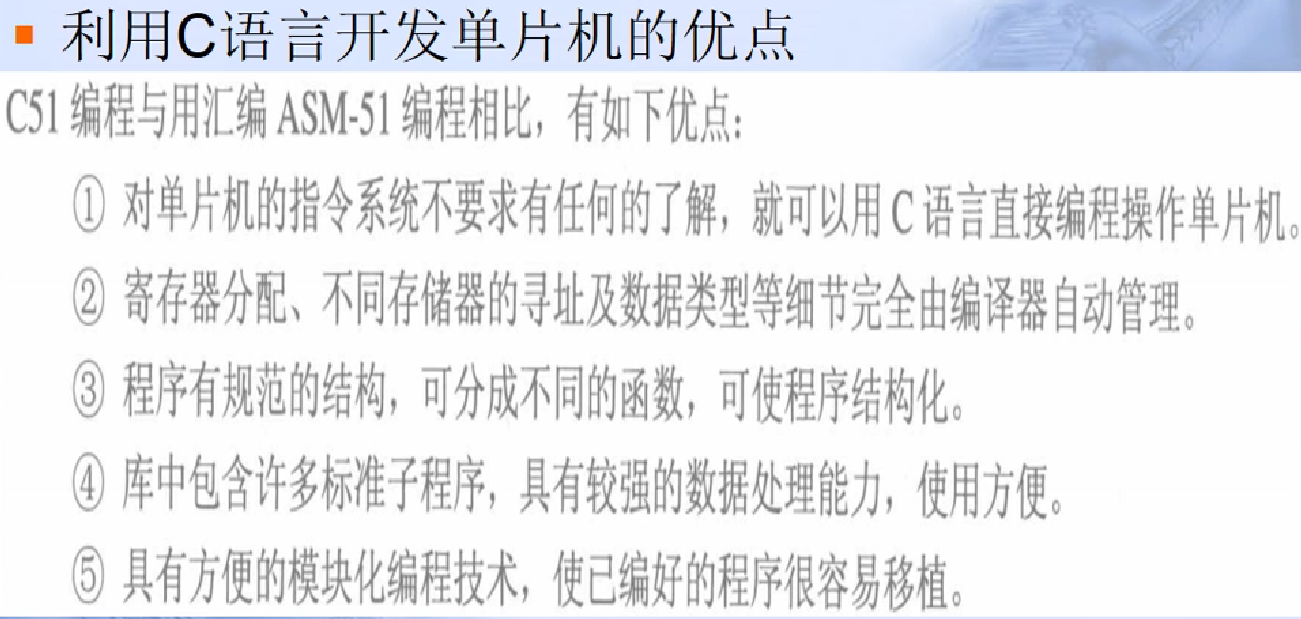 利用C语言开发单片机的优点
C51 编程与用汇编 ASM-51 编程相比，有如下优点：
① 对单片机的指令系统不要求有任何的了解，就可以用 C 语言直接编程操作单片机。
② 寄存器分配、不同存储器的寻址及数据类型等细节完全由编译器自动管理。
③ 程序有规范的结构，可分成不同的函数，可使程序结构化。
④ 库中包含许多标准子程序，具有较强的数据处理能力，使用方便。
⑤ 具有方便的模块化编程技术，使已编好的程序很容易移植。